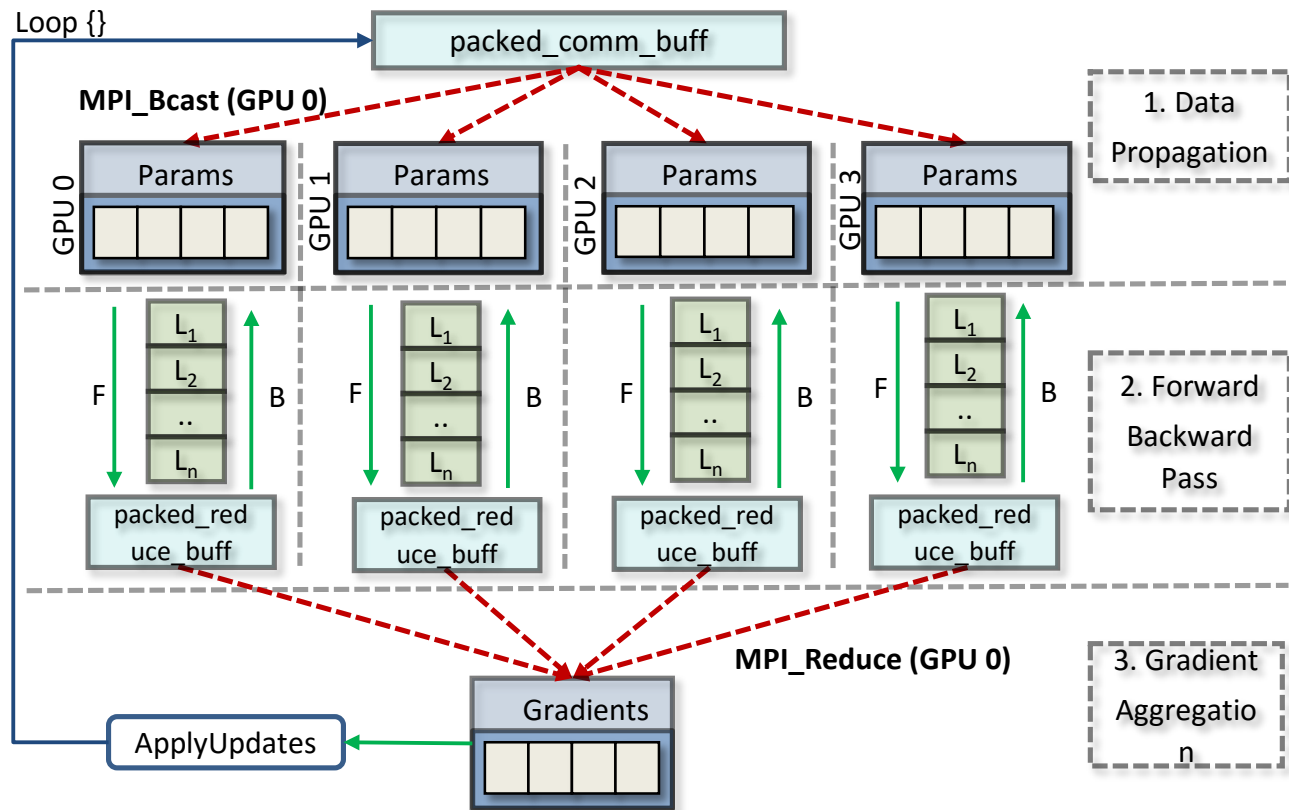 Loop {}
packed_comm_buff
MPI_Bcast (GPU 0)
1. Data
Propagation
GPU 0
Params
GPU 1
Params
GPU 2
Params
GPU 3
Params
F
L1
L2
..
Ln
B
F
L1
L2
..
Ln
B
F
L1
L2
..
Ln
B
F
L1
L2
..
Ln
B
2. Forward
Backward
Pass
packed_red
uce_buff
packed_red
uce_buff
packed_red
uce_buff
packed_red
uce_buff
MPI_Reduce (GPU 0)
3. Gradient
Aggregatio
n
Gradients
ApplyUpdates